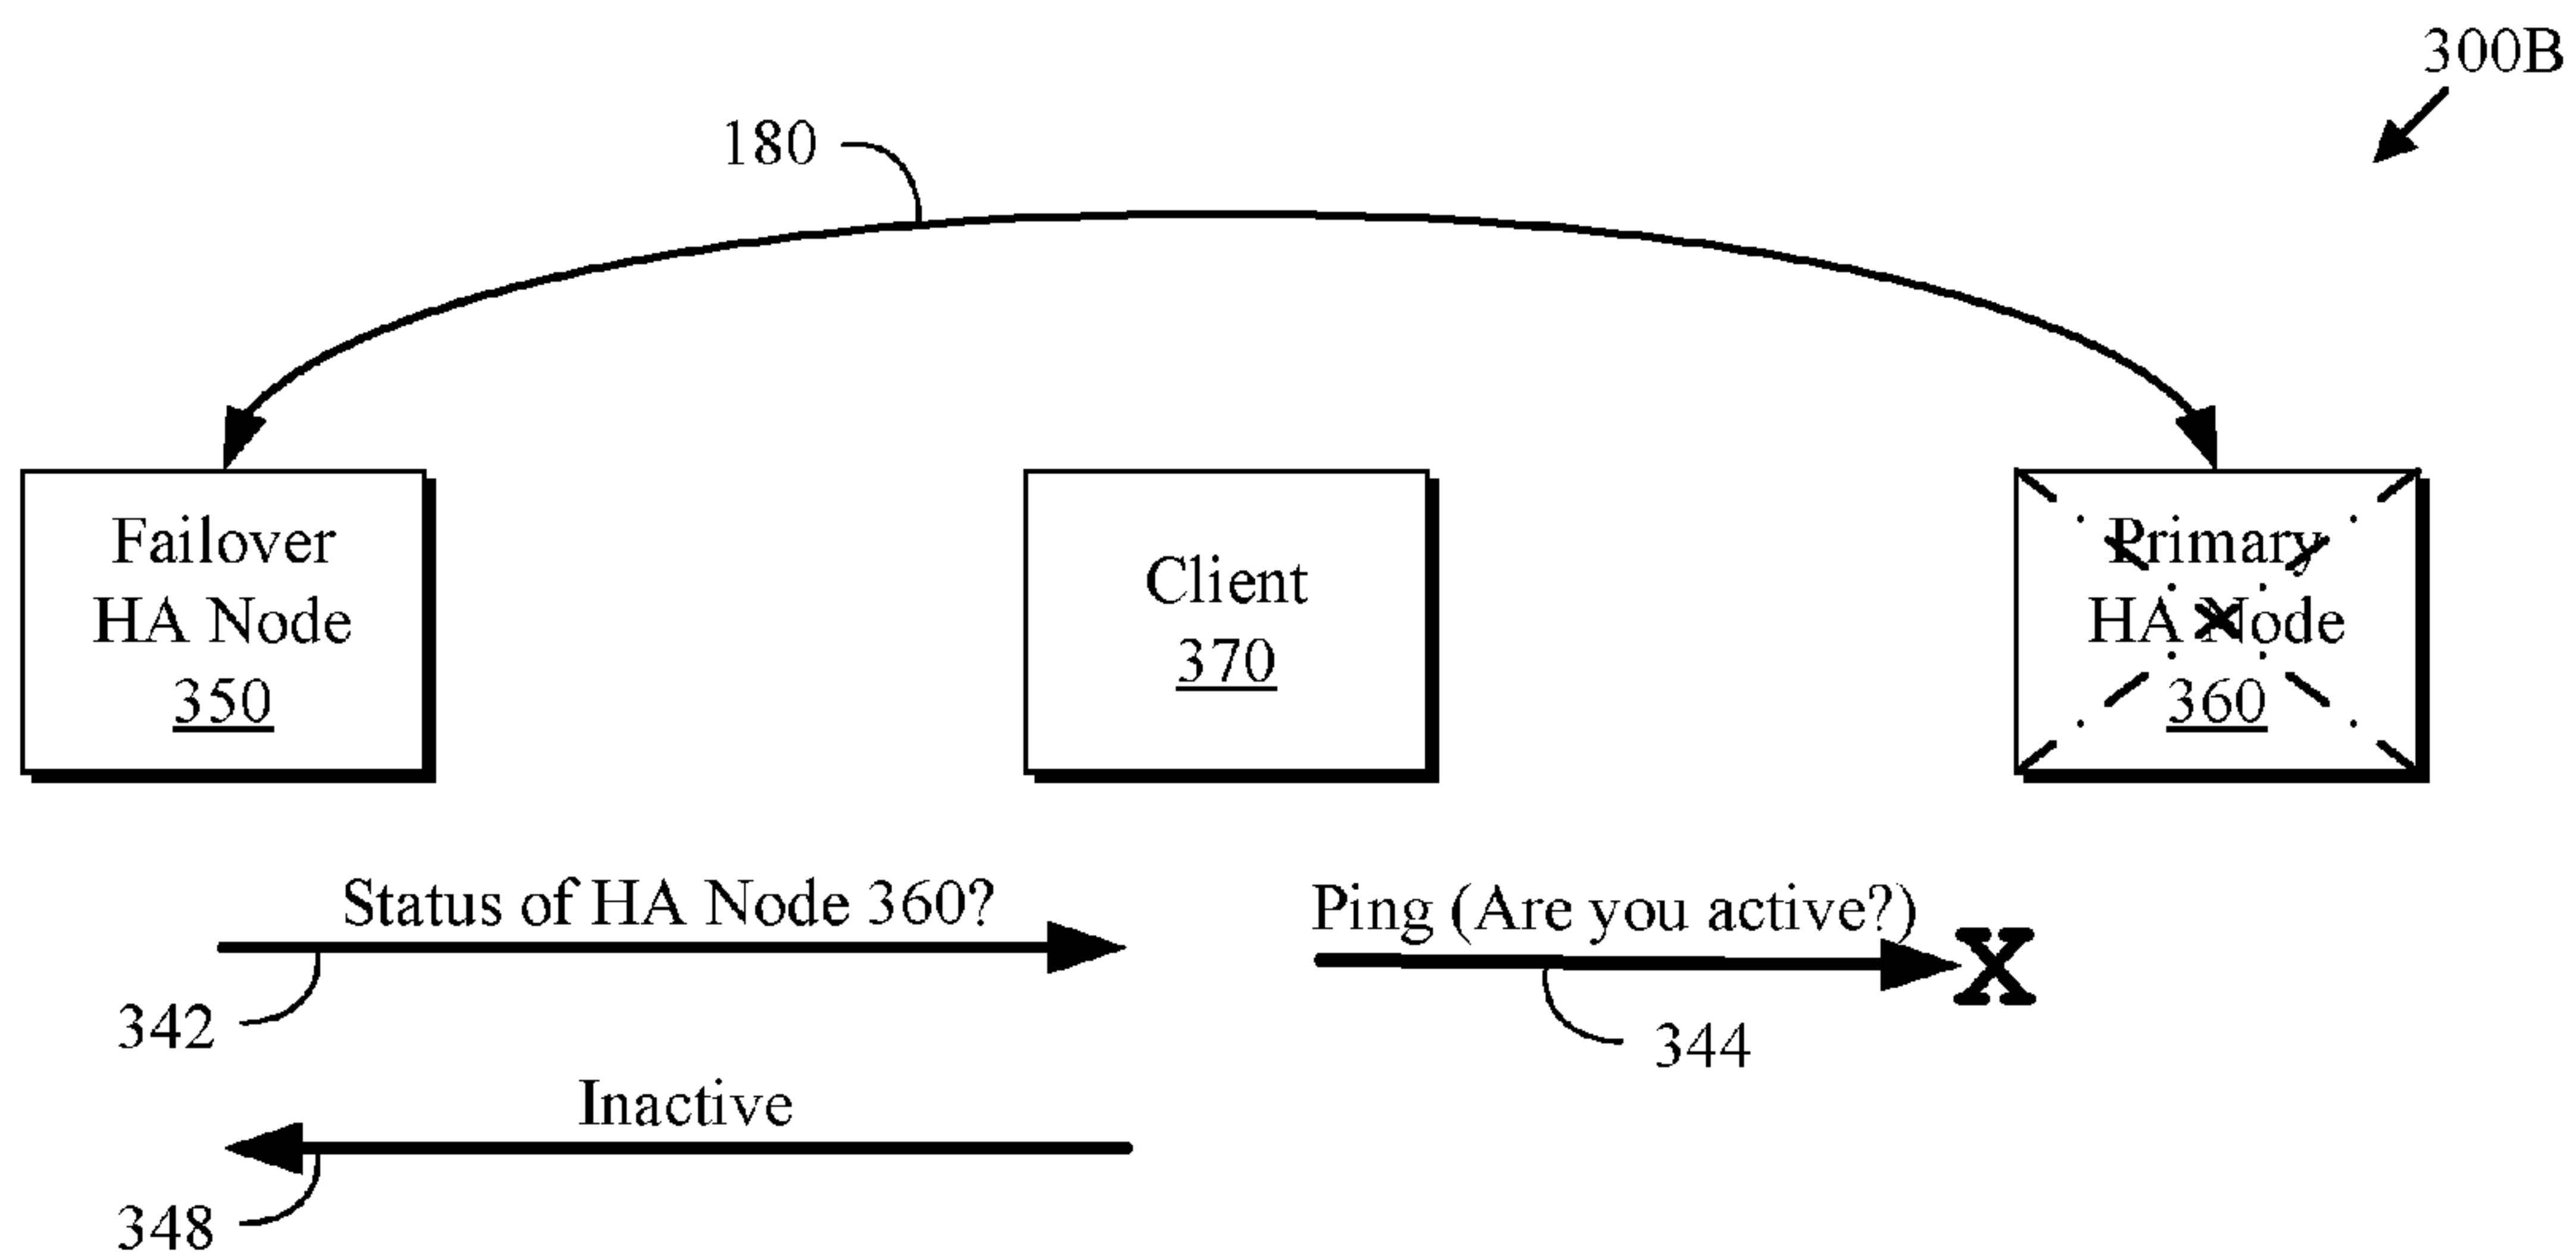 300B
180
Failover
HA Node
350
Client
370
Primary
HA Node
360
Status of HA Node 360?
Ping (Are you active?)
X
342
344
Inactive
348